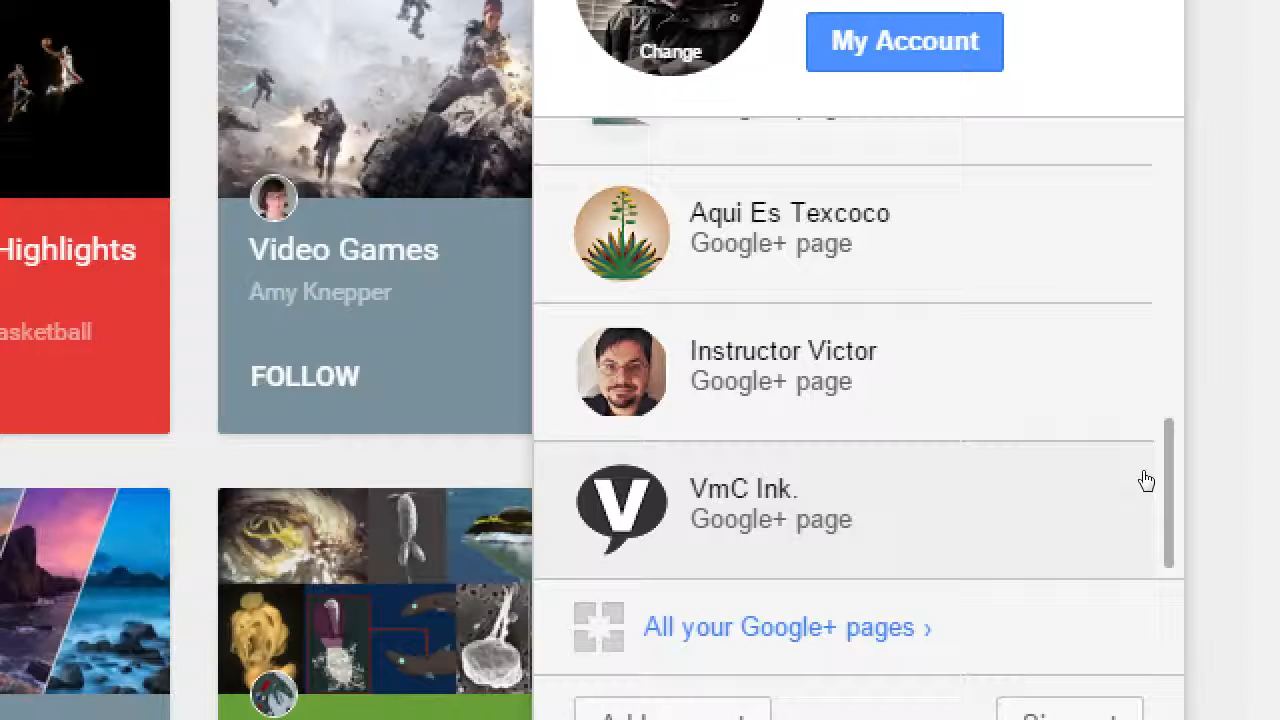 Change
My Account
Highlights
asketball
Video Games
Amy Knepper
FOLLOW
Aqui Es Texcoco
Google+ page
Instructor Victor
Google+ page
V
VmC Ink.
Google+ page
All your Google+ pages ›